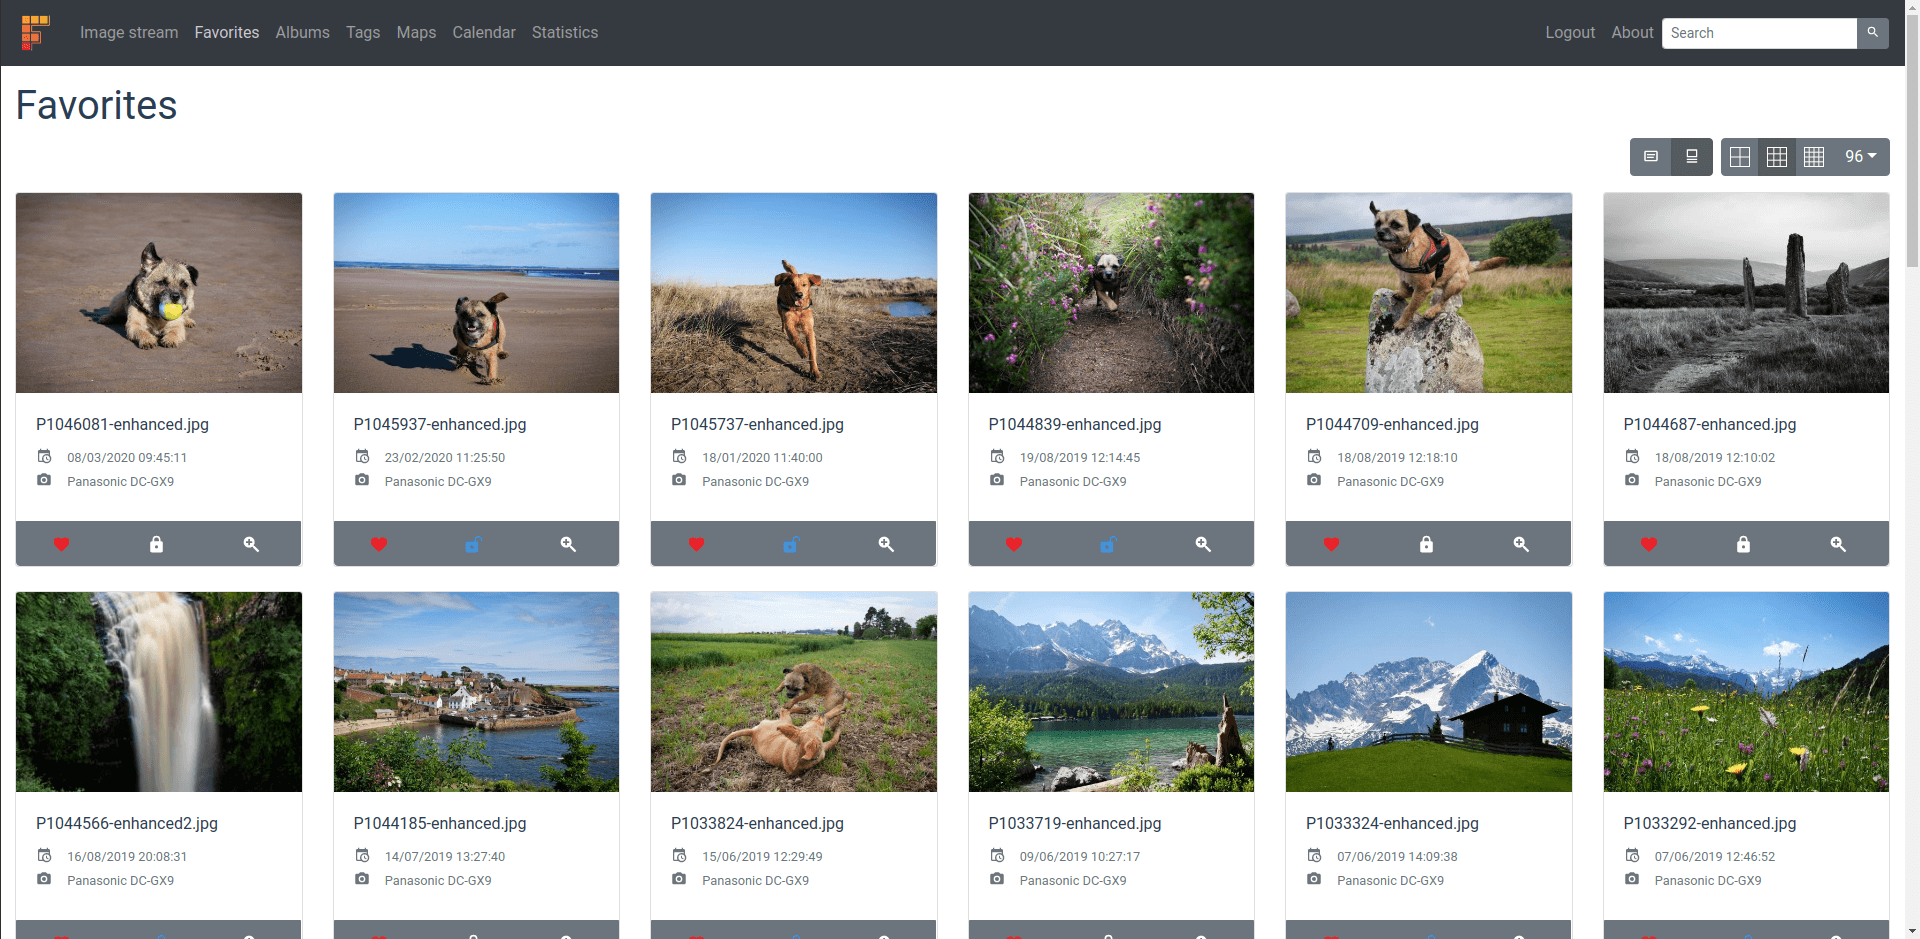 Image stream Favorites Albums Tags Maps Calendar Statistics Logout About Search
Favorites
96
P1046081-enhanced.jpg
08/03/2020 09:45:11
Panasonic DC-GX9
P1045937-enhanced.jpg
23/02/2020 11:25:50
Panasonic DC-GX9
P1045737-enhanced.jpg
18/01/2020 11:40:00
Panasonic DC-GX9
P1044839-enhanced.jpg
19/08/2019 12:14:45
Panasonic DC-GX9
P1044709-enhanced.jpg
18/08/2019 12:18:10
Panasonic DC-GX9
P1044687-enhanced.jpg
18/08/2019 12:10:02
Panasonic DC-GX9
P1044566-enhanced2.jpg
16/08/2019 20:08:31
Panasonic DC-GX9
P1044185-enhanced.jpg
14/07/2019 13:27:40
Panasonic DC-GX9
P1033824-enhanced.jpg
15/06/2019 12:29:49
Panasonic DC-GX9
P1033719-enhanced.jpg
09/06/2019 10:27:17
Panasonic DC-GX9
P1033324-enhanced.jpg
07/06/2019 14:09:38
Panasonic DC-GX9
P1033292-enhanced.jpg
07/06/2019 12:46:52
Panasonic DC-GX9